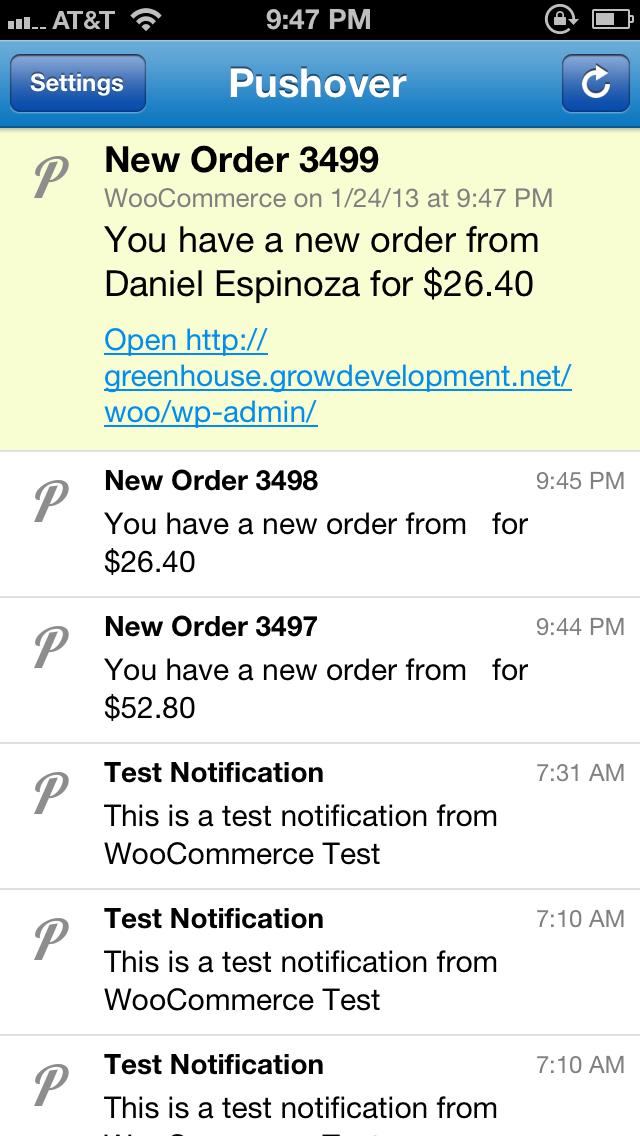 AT&T 9:47 PM
Settings Pushover
New Order 3499
WooCommerce on 1/24/13 at 9:47 PM
You have a new order from
Daniel Espinoza for $26.40
Open http://
greenhouse.growdevelopment.net/
woo/wp-admin/
New Order 3498 9:45 PM
You have a new order from for
$26.40
New Order 3497 9:44 PM
You have a new order from for
$52.80
Test Notification 7:31 AM
This is a test notification from
WooCommerce Test
Test Notification 7:10 AM
This is a test notification from
WooCommerce Test
Test Notification 7:10 AM
This is a test notification from